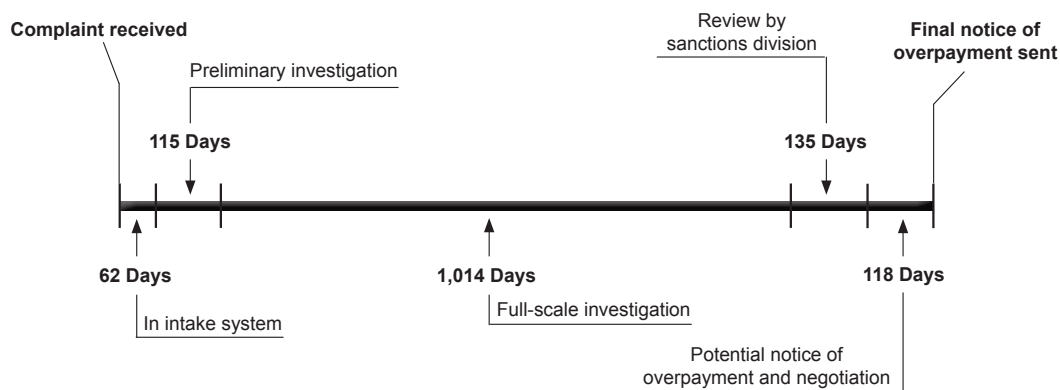 Complaint received
Preliminary investigation
115 Days
Review by
sanctions division
135 Days
Final notice of
overpayment sent
62 Days
In intake system
1,014 Days
Full-scale investigation
118 Days
Potential notice of
overpayment and negotiation